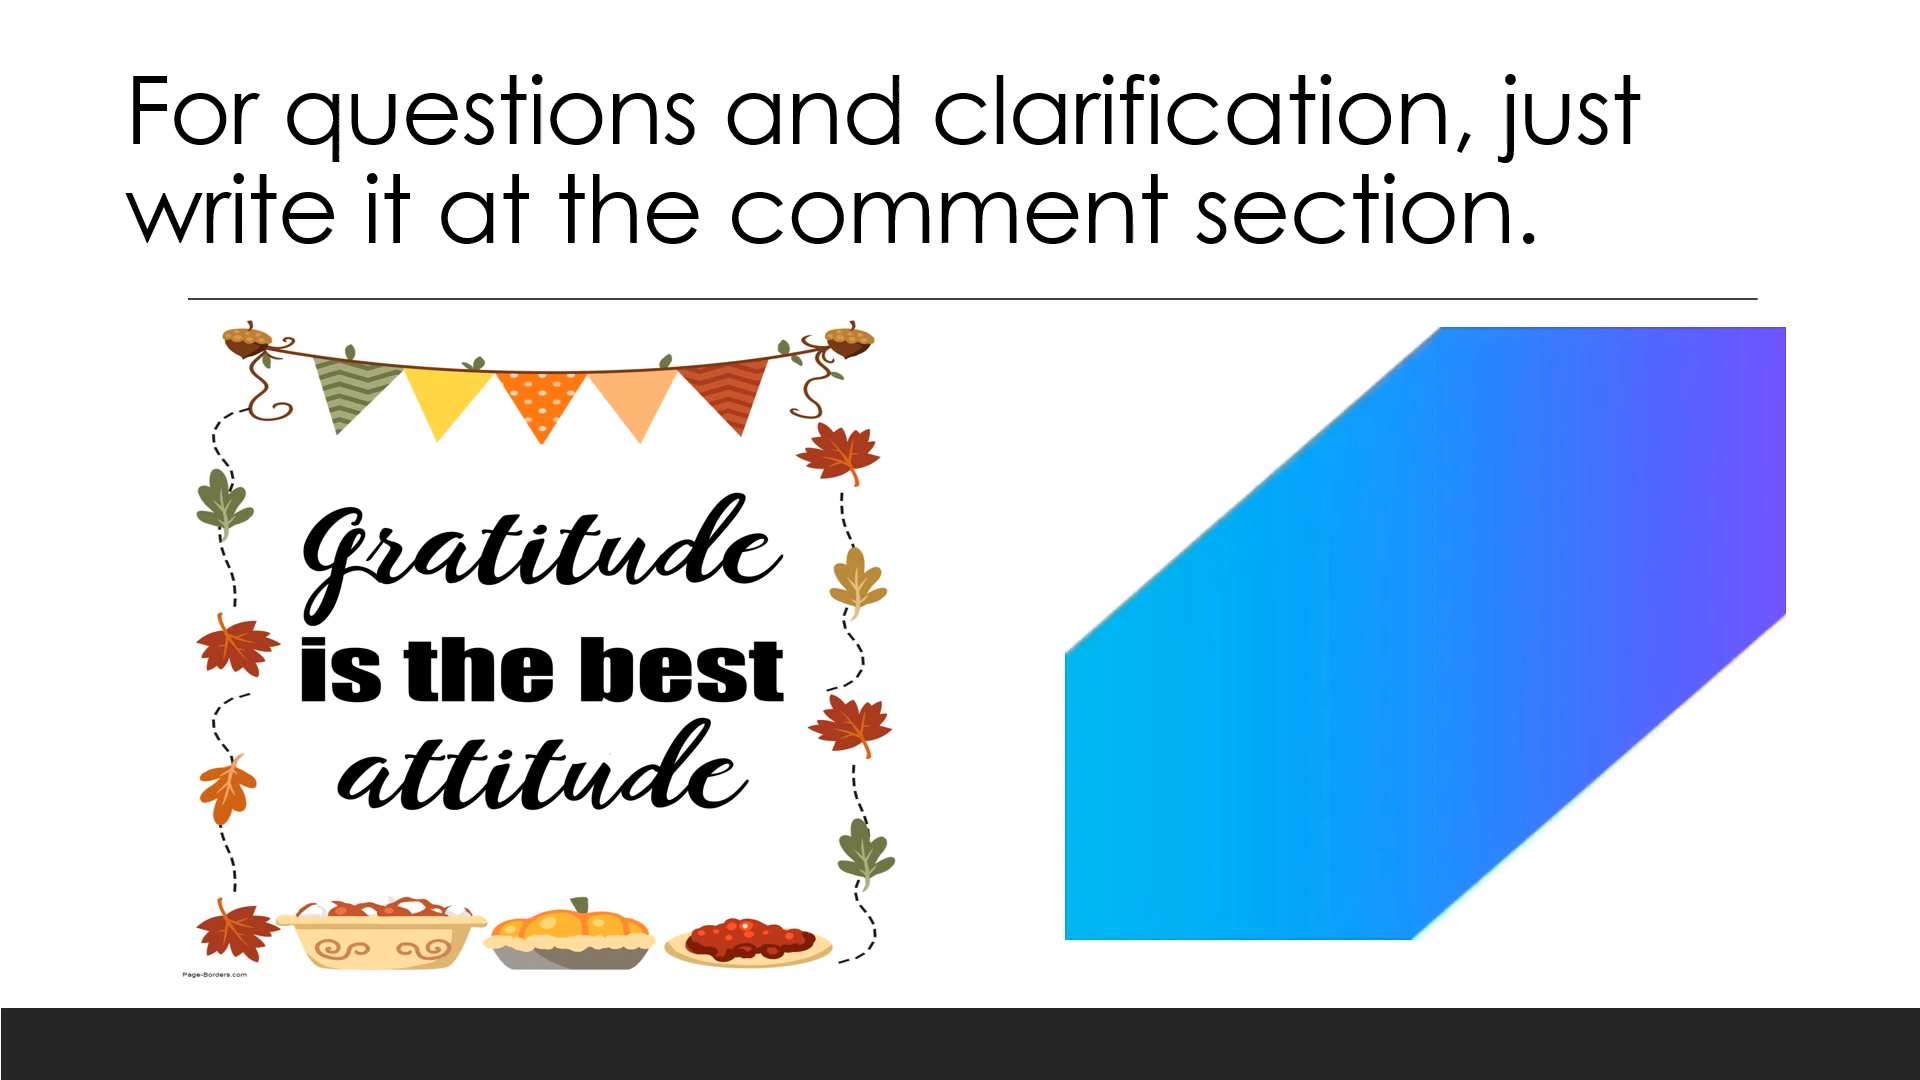 For questions and clarification, just
write it at the comment section.
Gratitude
is the best
attitude
Page-Borders.com